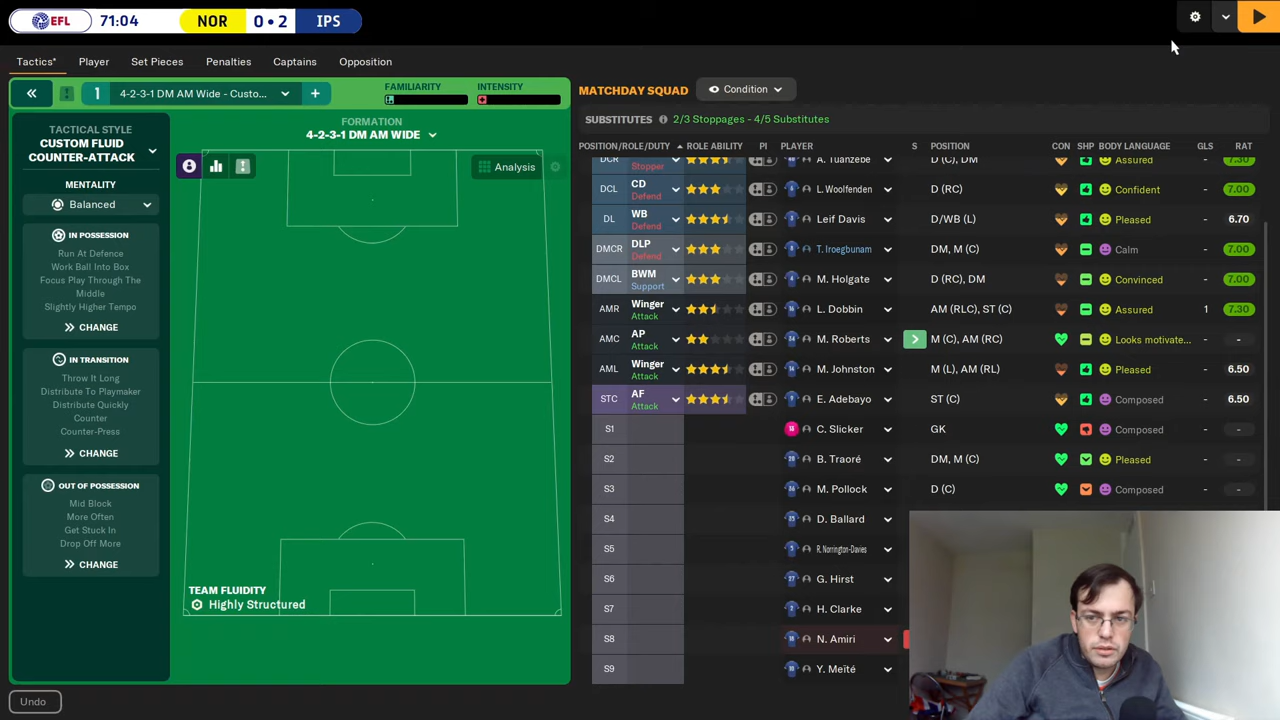 EFL 71:04 NOR 0 • 2 IPS
Tactics* Player Set Pieces Penalties Captains Opposition
1 4-2-3-1 DM AM Wide - Custo... + FAMILIARITY INTENSITY
MATCHDAY SQUAD Condition
SUBSTITUTES 2/3 Stoppages - 4/5 Substitutes
TACTICAL STYLE
CUSTOM FLUID
COUNTER-ATTACK
MENTALITY
Balanced
IN POSSESSION
Run At Defence
Work Ball Into Box
Focus Play Through The
Middle
Slightly Higher Tempo
CHANGE
IN TRANSITION
Throw It Long
Distribute To Playmaker
Distribute Quickly
Counter
Counter-Press
CHANGE
OUT OF POSSESSION
Mid Block
More Often
Get Stuck In
Drop Off More
CHANGE
FORMATION
4-2-3-1 DM AM WIDE
Analysis
TEAM FLUIDITY
Highly Structured
POSITION/ROLE/DUTY ROLE ABILITY PI PLAYER S POSITION CON SHP BODY LANGUAGE GLS RAT
DCR Stopper A. Tuanzebe D (C), DM Assured - 7.30
DCL CD Defend 6 L. Woolfenden D (RC) Confident - 7.00
DL WB Defend 3 Leif Davis D/WB (L) Pleased - 6.70
DMCR DLP Defend T. Iroegbunam DM, M (C) Calm - 7.00
DMCL BWM Support M. Holgate D (RC), DM Convinced - 7.00
AMR Winger Attack L. Dobbin AM (RLC), ST (C) Assured 1 7.30
AMC AP Attack M. Roberts M (C), AM (RC) Looks motivate... - -
AML Winger Attack M. Johnston M (L), AM (RL) Pleased - 6.50
STC AF Attack 9 E. Adebayo ST (C) Composed - 6.50
S1 C. Slicker GK Composed - -
S2 B. Traoré DM, M (C) Pleased - -
S3 M. Pollock D (C) Composed - -
S4 D. Ballard
S5 R. Norrington-Davies
S6 G. Hirst
S7 H. Clarke
S8 N. Amiri
S9 Y. Meïté
Undo